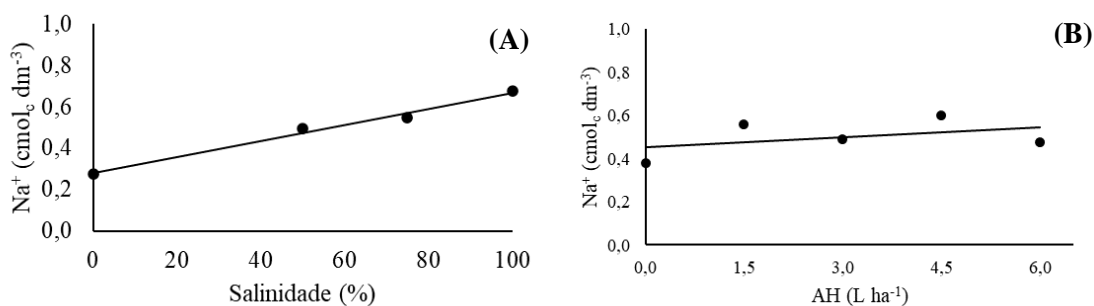 (A)
Na⁺ (cmolc dm⁻³)
1,0
0,8
0,6
0,4
0,2
0,0
0 20 40 60 80 100
Salinidade (%)
(B)
Na⁺ (cmolc dm⁻³)
1,0
0,8
0,6
0,4
0,2
0,0
0,0 1,5 3,0 4,5 6,0
AH (L ha⁻¹)